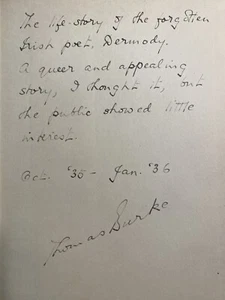 The life-story of the forgotten
Irish poet, Dermody.
A queer and appealing
story, I thought it, but
the public showed little
interest.
Oct. '35 – Jan. '36
Thomas Burke